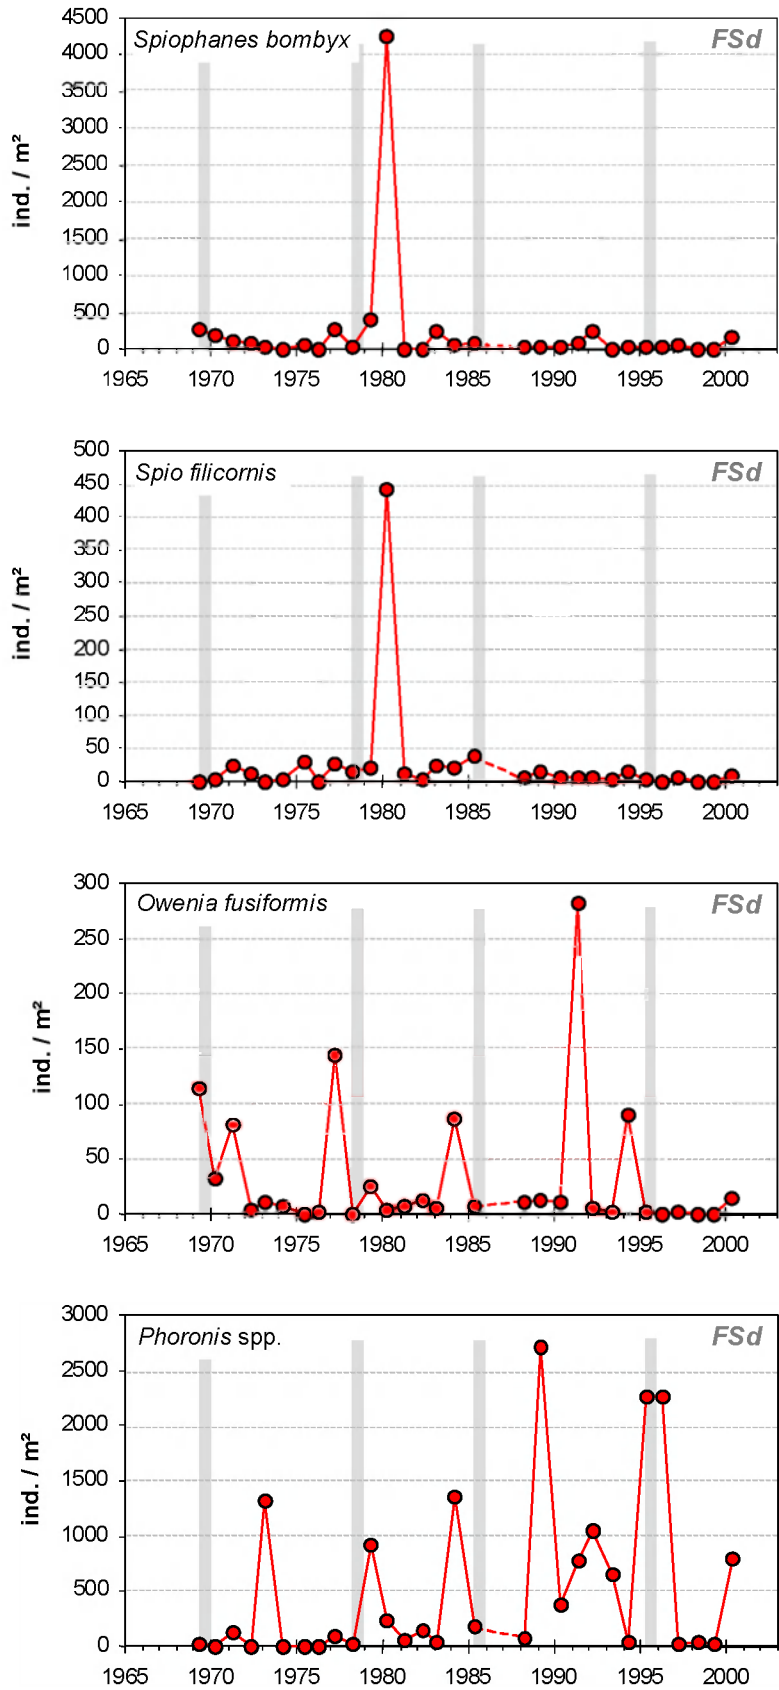 Spiophanes bombyx
FSd
ind. / m²
4500
4000
3500
3000
2500
2000
1500
1000
500
0
1965 1970 1975 1980 1985 1990 1995 2000
Spio filicornis
FSd
ind. / m²
500
450
400
350
300
250
200
150
100
50
0
1965 1970 1975 1980 1985 1990 1995 2000
Owenia fusiformis
FSd
ind. / m²
300
250
200
150
100
50
0
1965 1970 1975 1980 1985 1990 1995 2000
Phoronis spp.
FSd
ind. / m²
3000
2500
2000
1500
1000
500
0
1965 1970 1975 1980 1985 1990 1995 2000